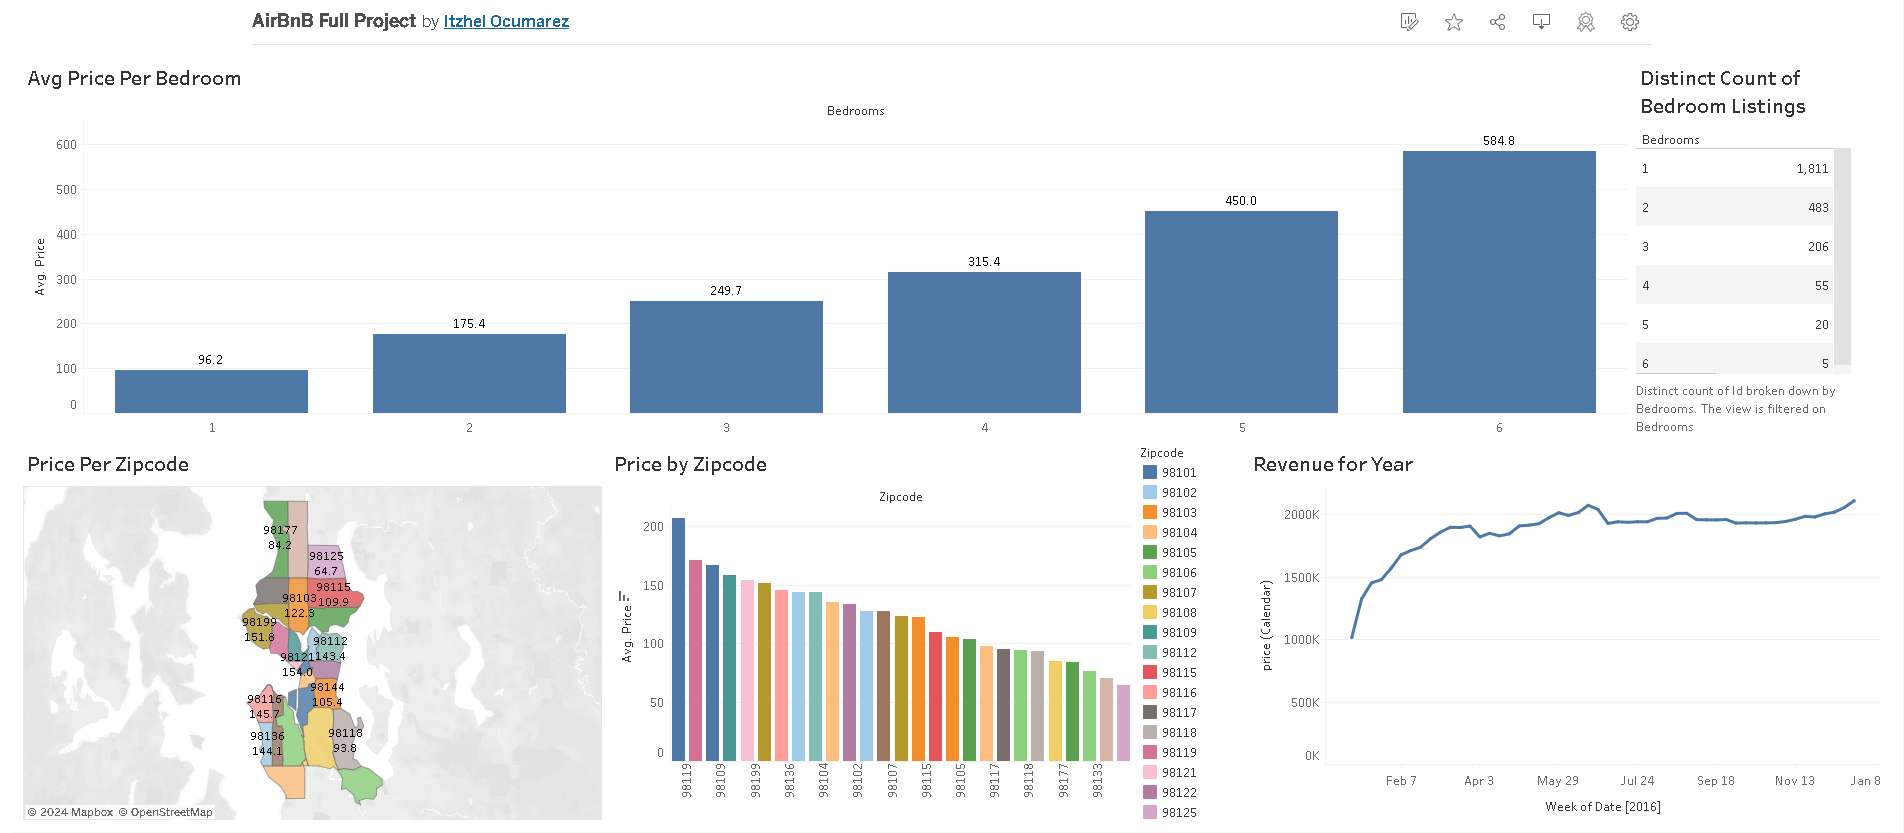 AirBnB Full Project by Itzhel Ocumarez
Avg Price Per Bedroom
Bedrooms
Avg. Price
600
500
400
300
200
100
0
96.2
175.4
249.7
315.4
450.0
584.8
1
2
3
4
5
6
Distinct Count of
Bedroom Listings
Bedrooms
1 1,811
2 483
3 206
4 55
5 20
6 5
Distinct count of Id broken down by
Bedrooms. The view is filtered on
Bedrooms
Price Per Zipcode
98177
84.2
98125
64.7
98115
109.9
98103
122.3
98199
151.8
98112
143.4
98121
154.0
98144
105.4
98116
145.7
98136
144.1
98118
93.8
© 2024 Mapbox © OpenStreetMap
Price by Zipcode
Zipcode
Avg. Price
200
150
100
50
0
98119
98109
98199
98136
98104
98102
98107
98115
98105
98117
98118
98177
98133
Zipcode
98101
98102
98103
98104
98105
98106
98107
98108
98109
98112
98115
98116
98117
98118
98119
98121
98122
98125
Revenue for Year
price (Calendar)
2000K
1500K
1000K
500K
0K
Feb 7
Apr 3
May 29
Jul 24
Sep 18
Nov 13
Jan 8
Week of Date [2016]